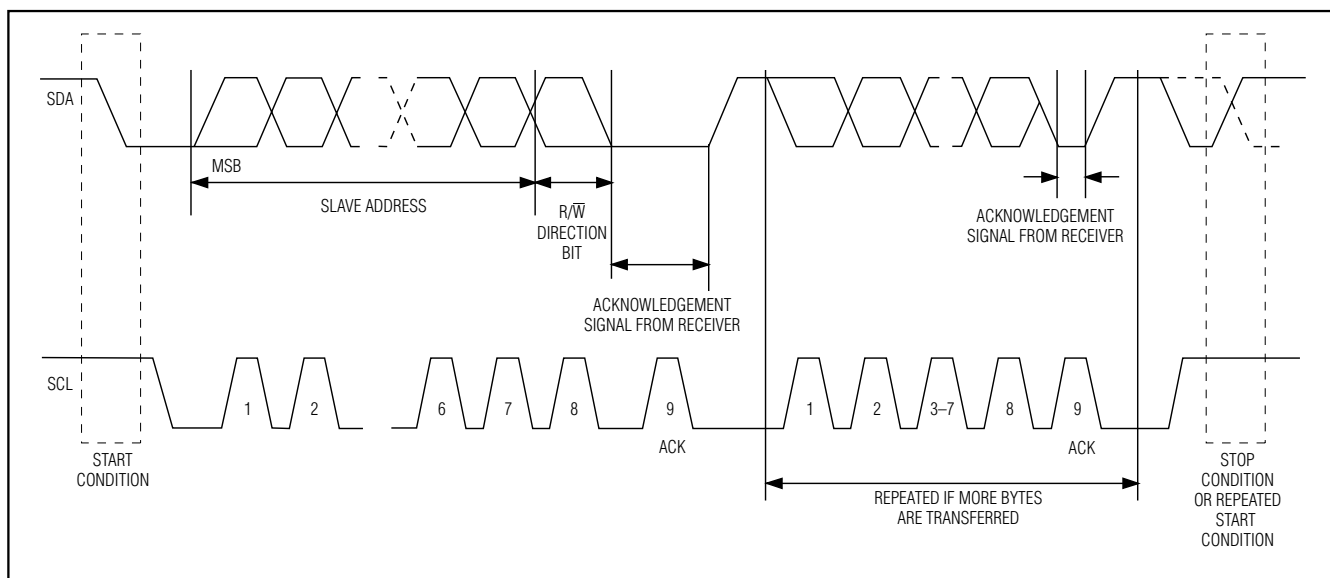 SDA
MSB
SLAVE ADDRESS
R/W̅
DIRECTION
BIT
ACKNOWLEDGEMENT
SIGNAL FROM RECEIVER
ACKNOWLEDGEMENT
SIGNAL FROM RECEIVER
SCL
1 2 6 7 8 9 1 2 3–7 8 9
ACK ACK
START
CONDITION
REPEATED IF MORE BYTES
ARE TRANSFERRED
STOP
CONDITION
OR REPEATED
START
CONDITION